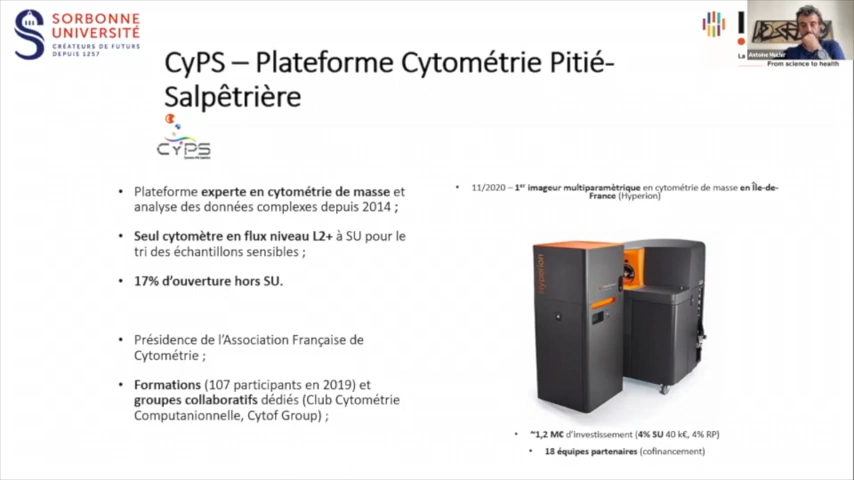 SORBONNE
UNIVERSITÉ
CRÉATEURS DE FUTURS
DEPUIS 1257
CyPS – Plateforme Cytométrie Pitié-
Salpêtrière
CYPS
• Plateforme experte en cytométrie de masse et
analyse des données complexes depuis 2014 ;
• Seul cytomètre en flux niveau L2+ à SU pour le
tri des échantillons sensibles ;
• 17% d’ouverture hors SU.
• Présidence de l’Association Française de
Cytométrie ;
• Formations (107 participants en 2019) et
groupes collaboratifs dédiés (Club Cytométrie
Computanionnelle, Cytof Group) ;
• 11/2020 – 1er imageur multiparamètrique en cytométrie de masse en Île-de-
France (Hyperion)
Hyperion
• ~1,2 M€ d’investissement (4% SU 40 k€, 4% RP)
• 18 équipes partenaires (cofinancement)
La
Antoine
From science to health